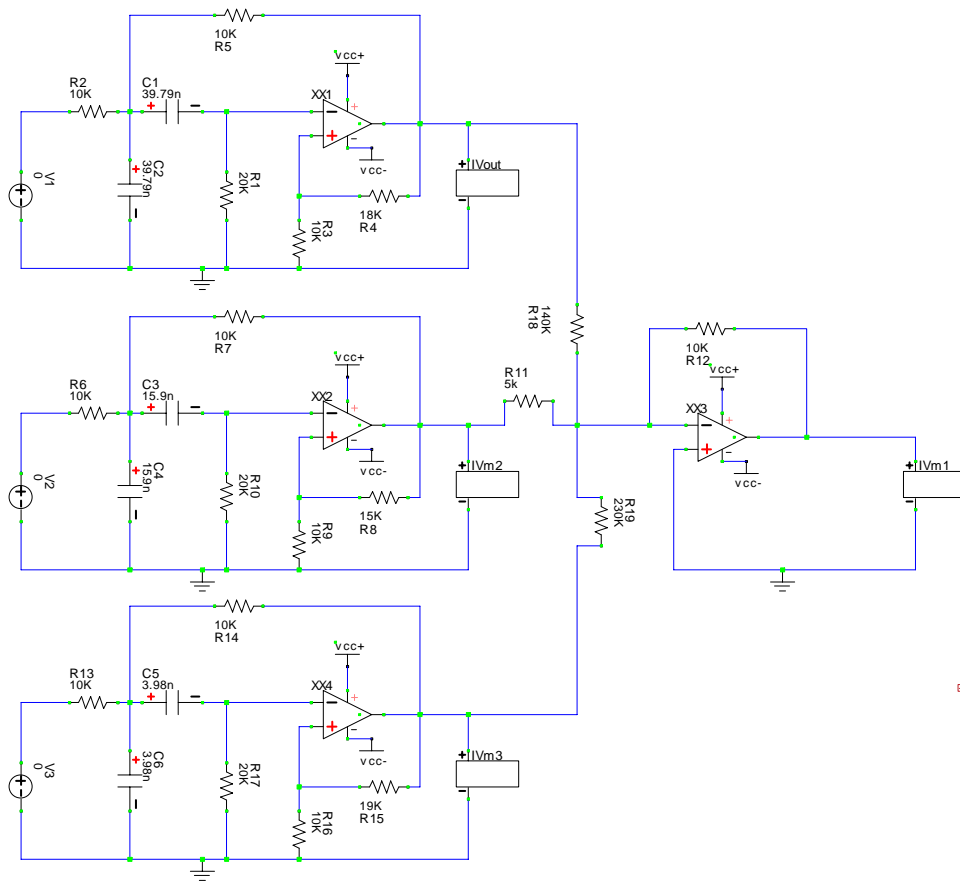 10K
R5
vcc+
R2
10K
C1
39.79n
+
−
XX1
−
+
+
−
vcc-
V1
0
+
C2
39.79n
−
R1
20K
18K
R4
R3
10K
+
IVout
−
10K
R7
vcc+
R6
10K
C3
15.9n
+
−
XX2
−
+
+
−
vcc-
V2
0
+
C4
15.9n
−
R10
20K
15K
R8
R9
10K
+
IVm2
−
R11
5k
140K
R18
R19
230K
10K
R12
vcc+
XX3
−
+
+
−
vcc-
+
IVm1
−
10K
R14
vcc+
R13
10K
C5
3.98n
+
−
XX4
−
+
+
−
vcc-
V3
0
+
C6
3.98n
−
R17
20K
19K
R15
R16
10K
+
IVm3
−